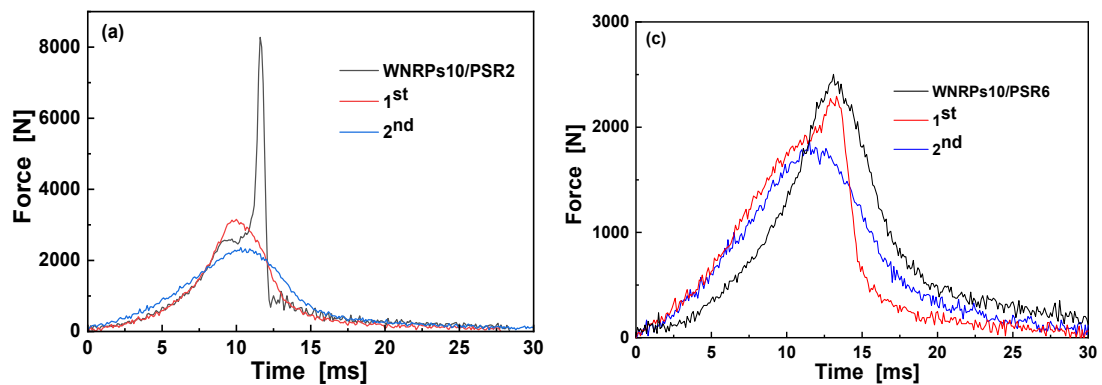 (a)
WNRPs10/PSR2
1st
2nd
8000
6000
4000
2000
0
Force [N]
0 5 10 15 20 25 30
Time [ms]
(c)
WNRPs10/PSR6
1st
2nd
3000
2000
1000
0
Force [N]
0 5 10 15 20 25 30
Time [ms]